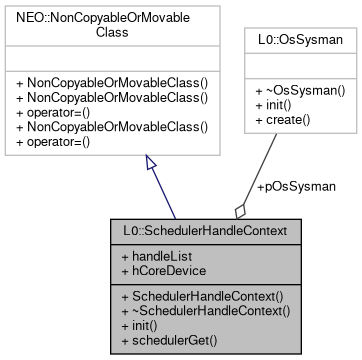 NEO::NonCopyableOrMovable
Class
+ NonCopyableOrMovableClass()
+ NonCopyableOrMovableClass()
+ operator=()
+ NonCopyableOrMovableClass()
+ operator=()
L0::OsSysman
+ ~OsSysman()
+ init()
+ create()
+pOsSysman
L0::SchedulerHandleContext
+ handleList
+ hCoreDevice
+ SchedulerHandleContext()
+ ~SchedulerHandleContext()
+ init()
+ schedulerGet()